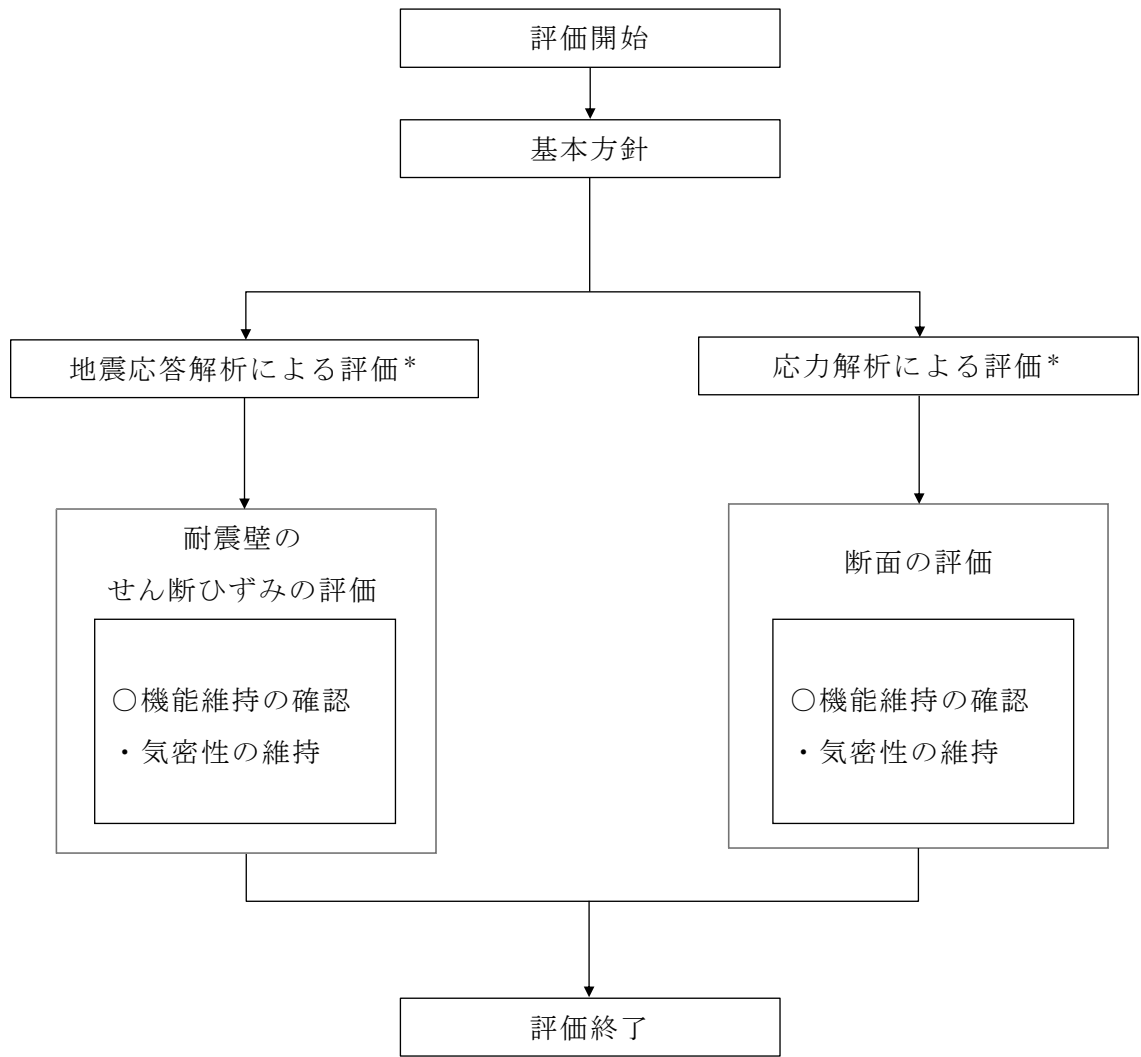 評価開始
基本方針
地震応答解析による評価*
応力解析による評価*
耐震壁の
せん断ひずみの評価
○機能維持の確認
・気密性の維持
断面の評価
○機能維持の確認
・気密性の維持
評価終了